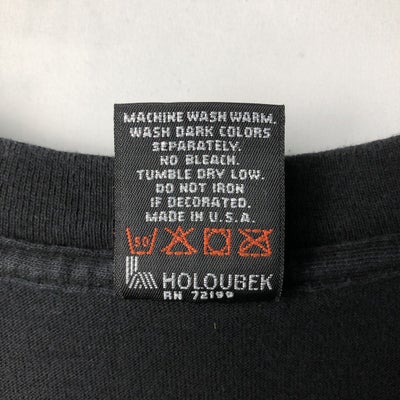 MACHINE WASH WARM.
WASH DARK COLORS
SEPARATELY.
NO BLEACH.
TUMBLE DRY LOW.
DO NOT IRON
IF DECORATED.
MADE IN U.S.A.
50
HOLOUBEK
RN 72199